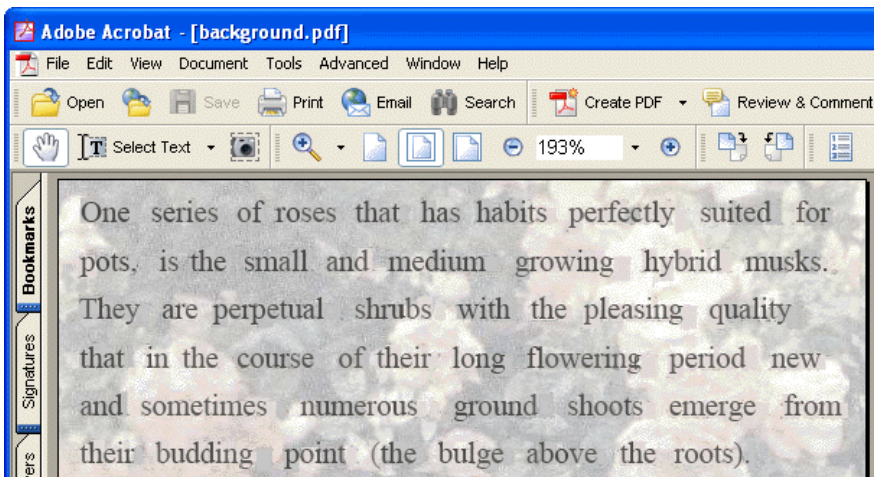 Adobe Acrobat - [background.pdf]
File Edit View Document Tools Advanced Window Help
Open Save Print Email Search Create PDF Review & Comment
Select Text 193%
Bookmarks
Signatures
One series of roses that has habits perfectly suited for
pots, is the small and medium growing hybrid musks.
They are perpetual shrubs with the pleasing quality
that in the course of their long flowering period new
and sometimes numerous ground shoots emerge from
their budding point (the bulge above the roots).